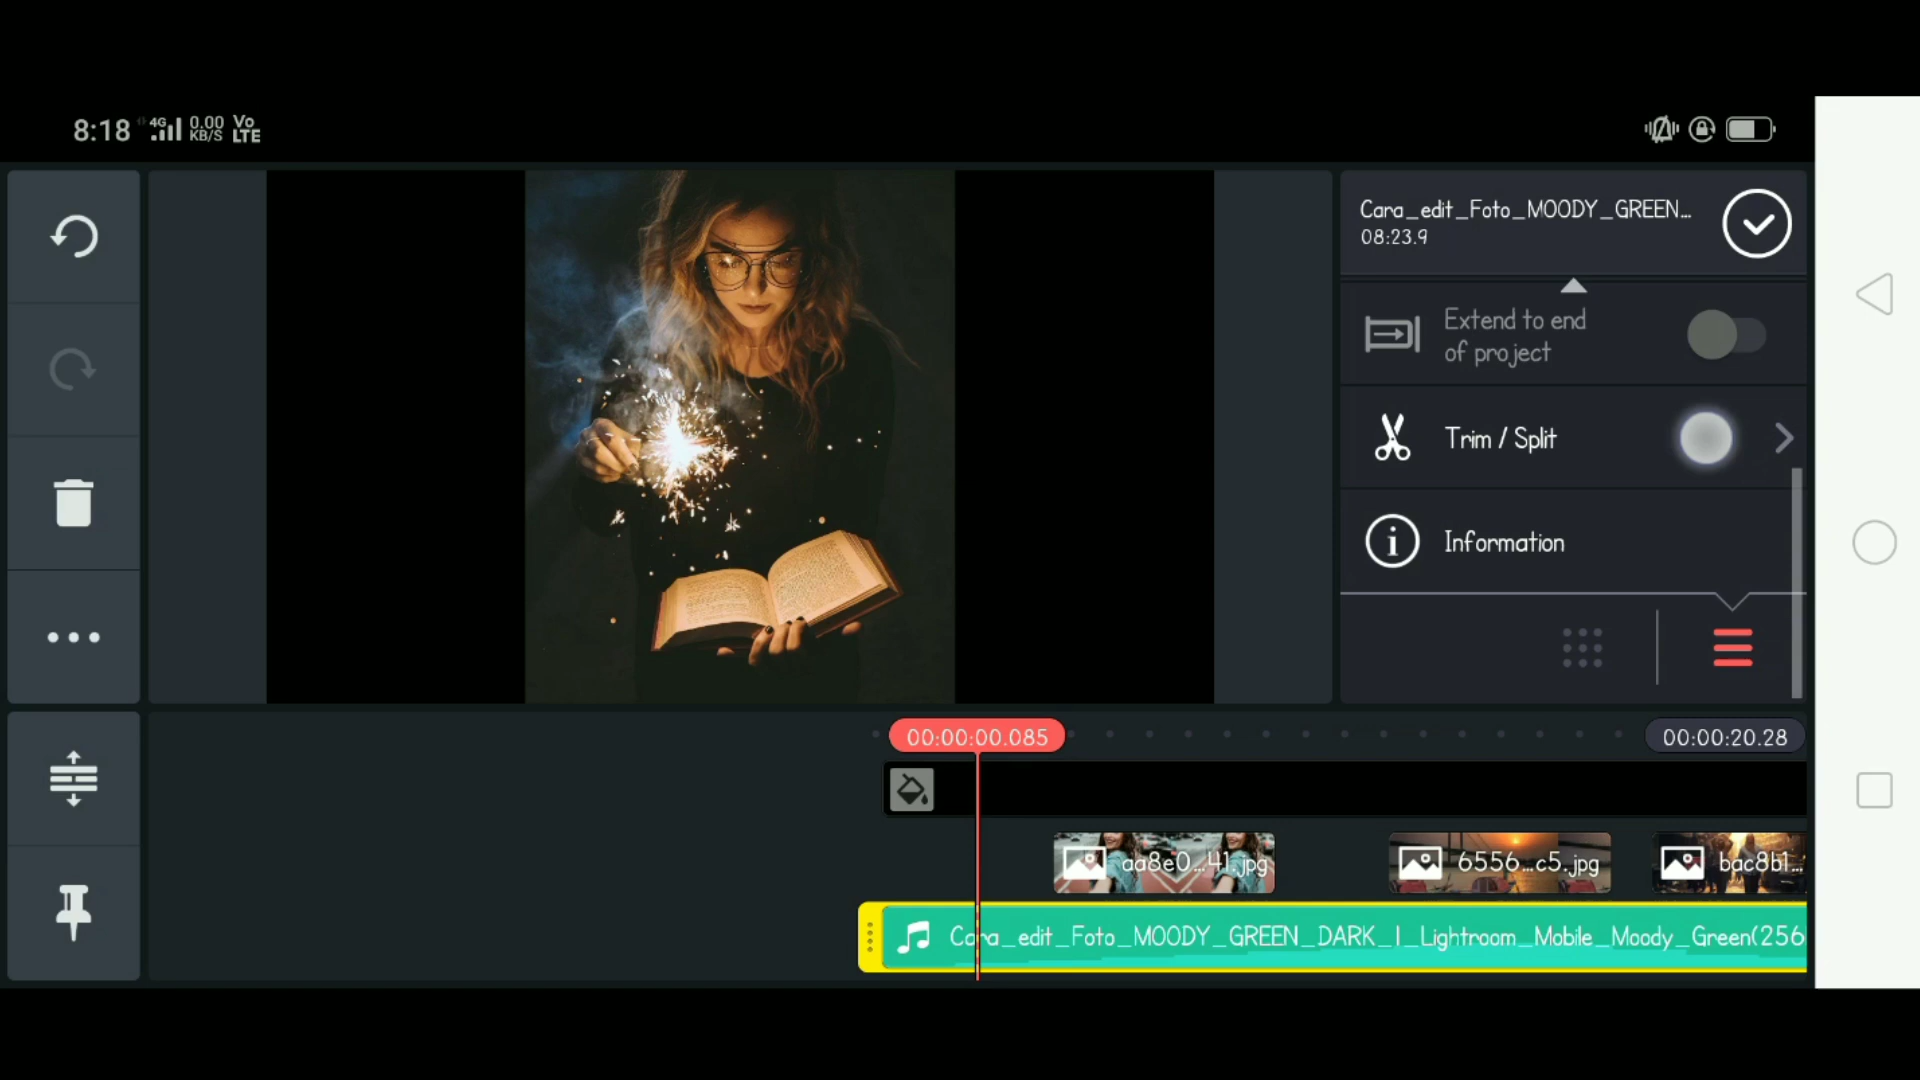 8:18 4G 0.00 KB/S Vo LTE
Cara_edit_Foto_MOODY_GREEN...
08:23.9
Extend to end
of project
Trim / Split
Information
00:00:00.085
00:00:20.28
aa8e0...41.jpg
6556...c5.jpg
bac8b1...
Cara_edit_Foto_MOODY_GREEN_DARK_|_Lightroom_Mobile_Moody_Green(256